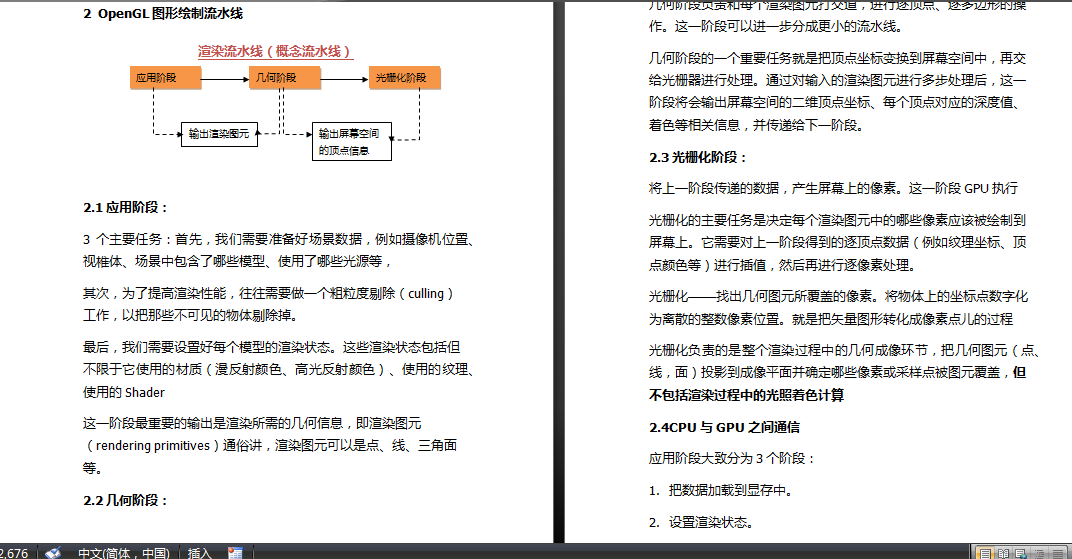 2 OpenGL 图形绘制流水线
渲染流水线（概念流水线）
应用阶段
几何阶段
光栅化阶段
输出渲染图元
输出屏幕空间
的顶点信息
2.1 应用阶段：
3 个主要任务：首先，我们需要准备好场景数据，例如摄像机位置、
视椎体、场景中包含了哪些模型、使用了哪些光源等，
其次，为了提高渲染性能，往往需要做一个粗粒度剔除（culling）
工作，以把那些不可见的物体剔除掉。
最后，我们需要设置好每个模型的渲染状态。这些渲染状态包括但
不限于它使用的材质（漫反射颜色、高光反射颜色）、使用的纹理、
使用的 Shader
这一阶段最重要的输出是渲染所需的几何信息，即渲染图元
（rendering primitives）通俗讲，渲染图元可以是点、线、三角面
等。
2.2 几何阶段：
几何阶段负责和每个渲染图元打交道，进行逐顶点、逐多边形的操
作。这一阶段可以进一步分成更小的流水线。
几何阶段的一个重要任务就是把顶点坐标变换到屏幕空间中，再交
给光栅器进行处理。通过对输入的渲染图元进行多步处理后，这一
阶段将会输出屏幕空间的二维顶点坐标、每个顶点对应的深度值、
着色等相关信息，并传递给下一阶段。
2.3 光栅化阶段：
将上一阶段传递的数据，产生屏幕上的像素。这一阶段 GPU 执行
光栅化的主要任务是决定每个渲染图元中的哪些像素应该被绘制到
屏幕上。它需要对上一阶段得到的逐顶点数据（例如纹理坐标、顶
点颜色等）进行插值，然后再进行逐像素处理。
光栅化——找出几何图元所覆盖的像素。将物体上的坐标点数字化
为离散的整数像素位置。就是把矢量图形转化成像素点儿的过程
光栅化负责的是整个渲染过程中的几何成像环节，把几何图元（点、
线，面）投影到成像平面并确定哪些像素或采样点被图元覆盖，但
不包括渲染过程中的光照着色计算
2.4CPU 与 GPU 之间通信
应用阶段大致分为 3 个阶段：
1. 把数据加载到显存中。
2. 设置渲染状态。
2,676 中文(简体，中国) 插入